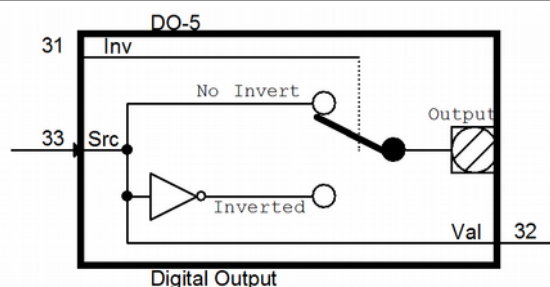 DO-5
31 Inv
No Invert
Output
33 Src
Inverted
Val 32
Digital Output